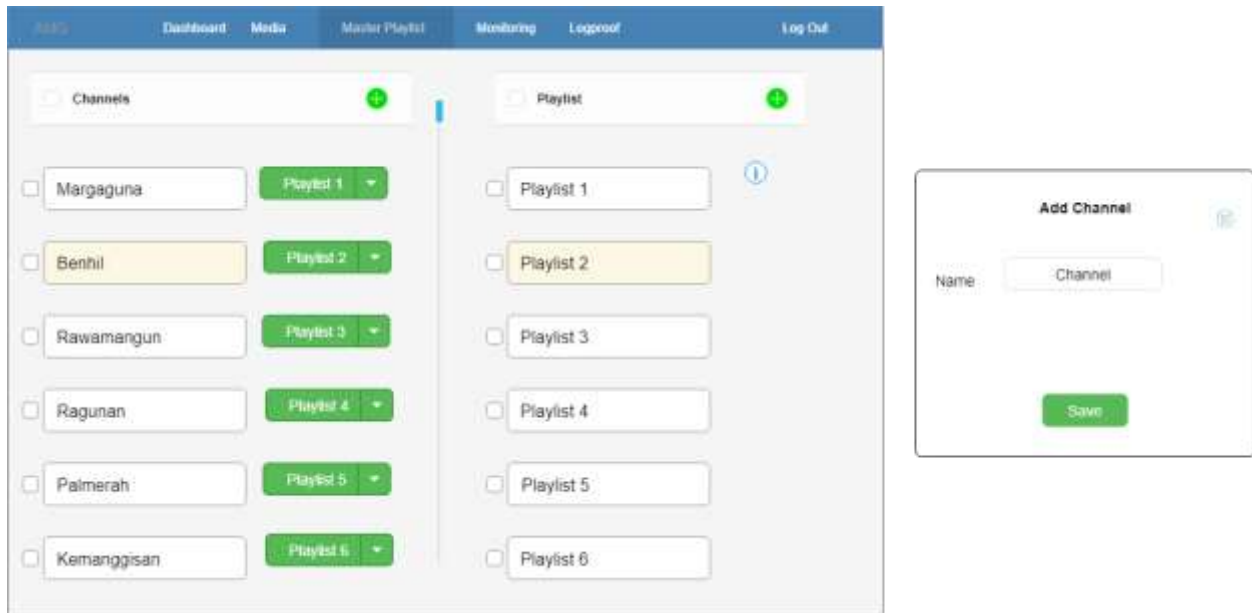 Dashboard Media Master Playlist Monitoring Logproof Log Out
Channels
Playlist
Margaguna Playlist 1
Benhil Playlist 2
Rawamangun Playlist 3
Ragunan Playlist 4
Palmerah Playlist 5
Kemanggisan Playlist 6
Playlist 1
Playlist 2
Playlist 3
Playlist 4
Playlist 5
Playlist 6
Add Channel
Name Channel
Save